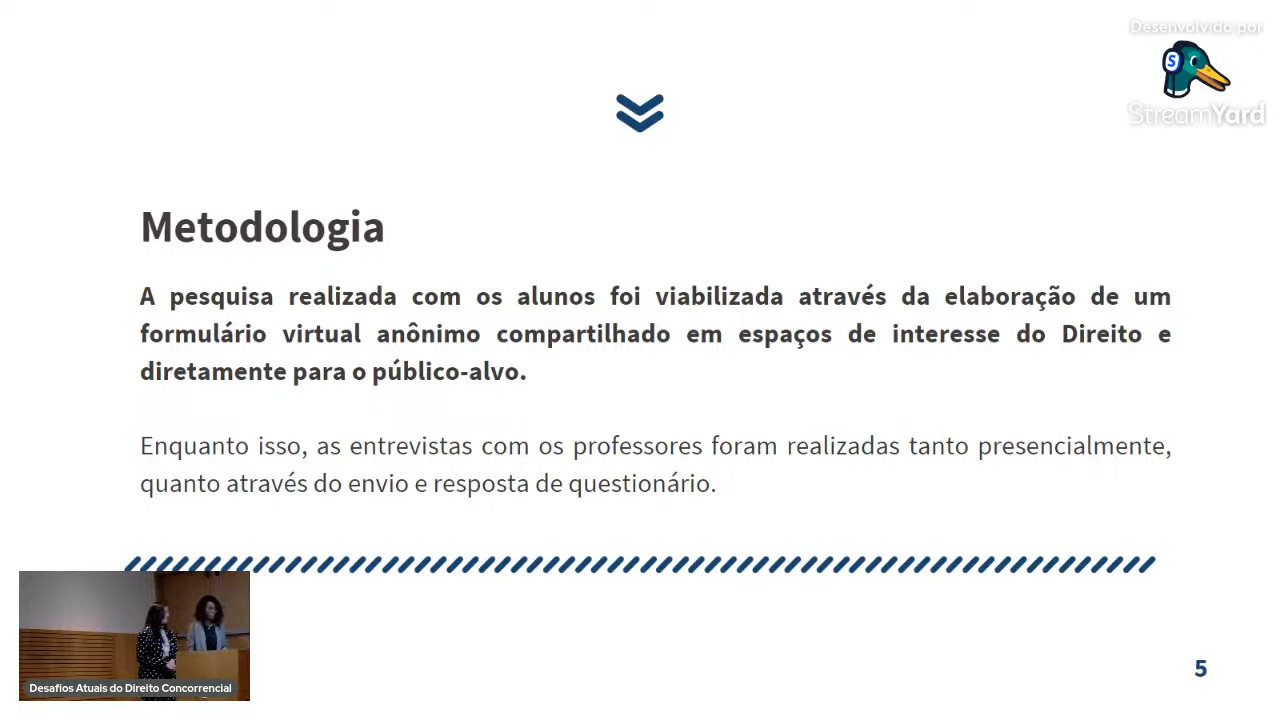 Desenvolvido por
S
StreamYard
Metodologia
A pesquisa realizada com os alunos foi viabilizada através da elaboração de um
formulário virtual anônimo compartilhado em espaços de interesse do Direito e
diretamente para o público-alvo.
Enquanto isso, as entrevistas com os professores foram realizadas tanto presencialmente,
quanto através do envio e resposta de questionário.
Desafios Atuais do Direito Concorrencial
5